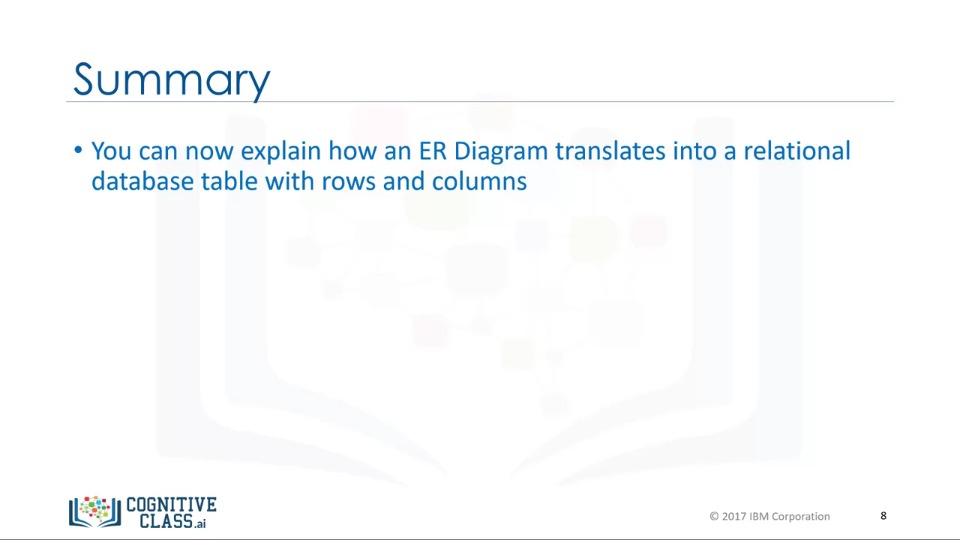 Summary
• You can now explain how an ER Diagram translates into a relational
database table with rows and columns
COGNITIVE
CLASS.ai
© 2017 IBM Corporation
8